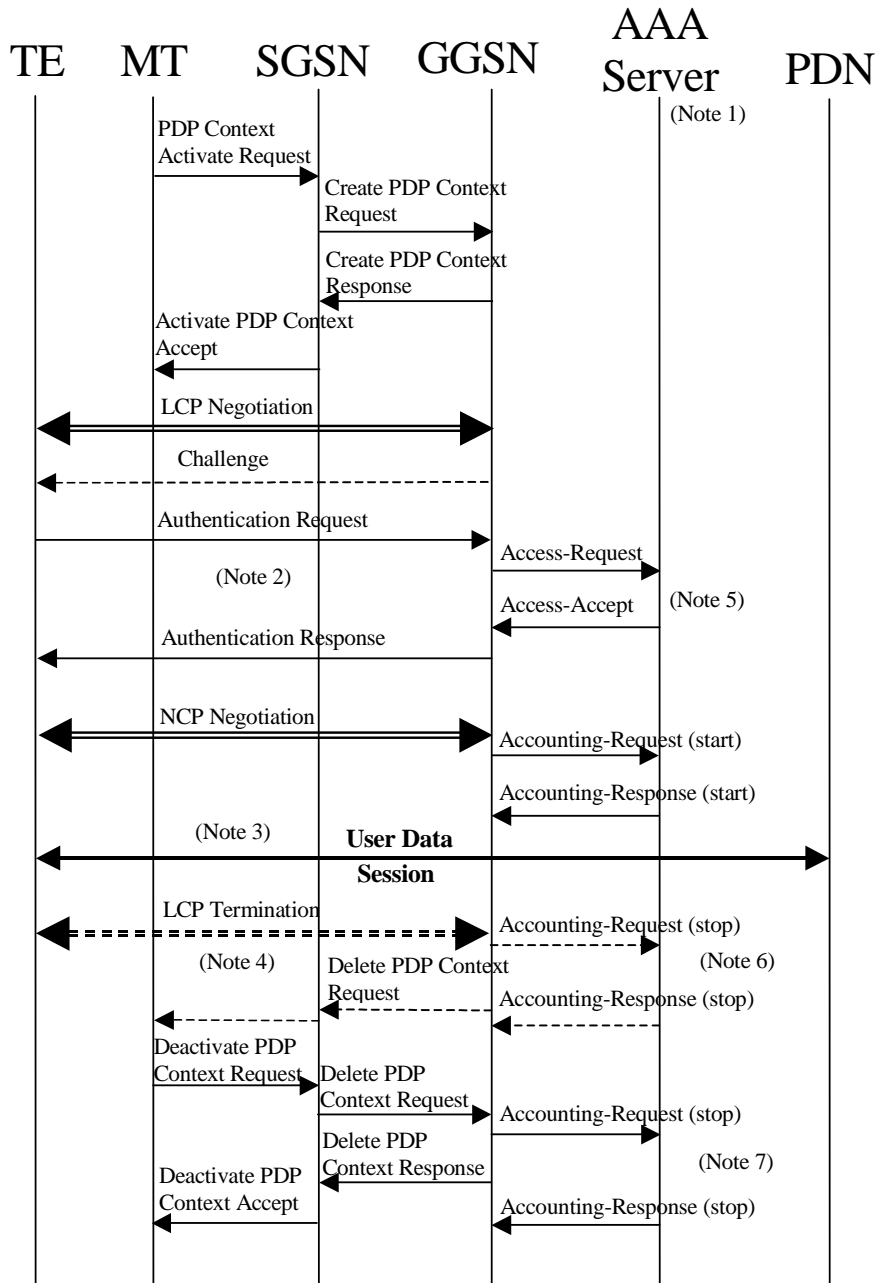 TE MT SGSN GGSN AAA Server PDN
(Note 1)
PDP Context
Activate Request
Create PDP Context
Request
Create PDP Context
Response
Activate PDP Context
Accept
LCP Negotiation
Challenge
Authentication Request
Access-Request
(Note 2)
(Note 5)
Access-Accept
Authentication Response
NCP Negotiation
Accounting-Request (start)
Accounting-Response (start)
(Note 3)
User Data
Session
LCP Termination
Accounting-Request (stop)
(Note 4)
(Note 6)
Delete PDP Context
Request
Accounting-Response (stop)
Deactivate PDP
Context Request
Delete PDP
Context Request
Accounting-Request (stop)
Delete PDP
Context Response
(Note 7)
Deactivate PDP
Context Accept
Accounting-Response (stop)